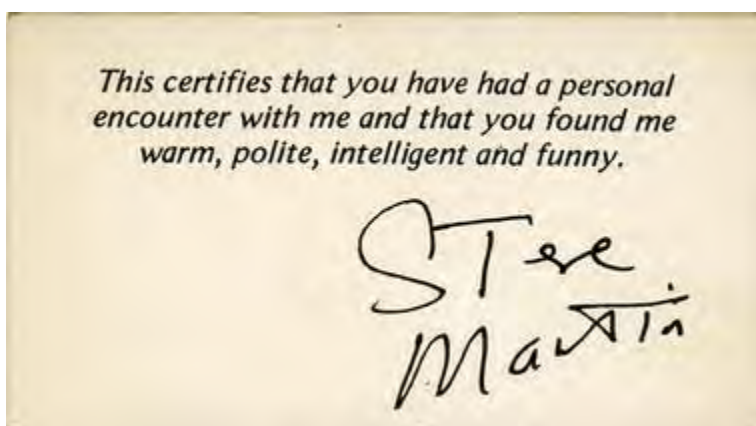 This certifies that you have had a personal
encounter with me and that you found me
warm, polite, intelligent and funny.
Steve
Martin